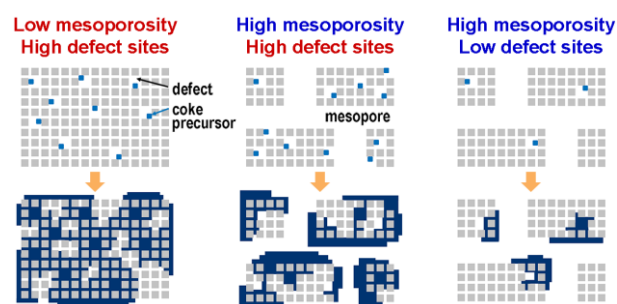 Low mesoporosity
High defect sites
High mesoporosity
High defect sites
High mesoporosity
Low defect sites
defect
coke
precursor
mesopore